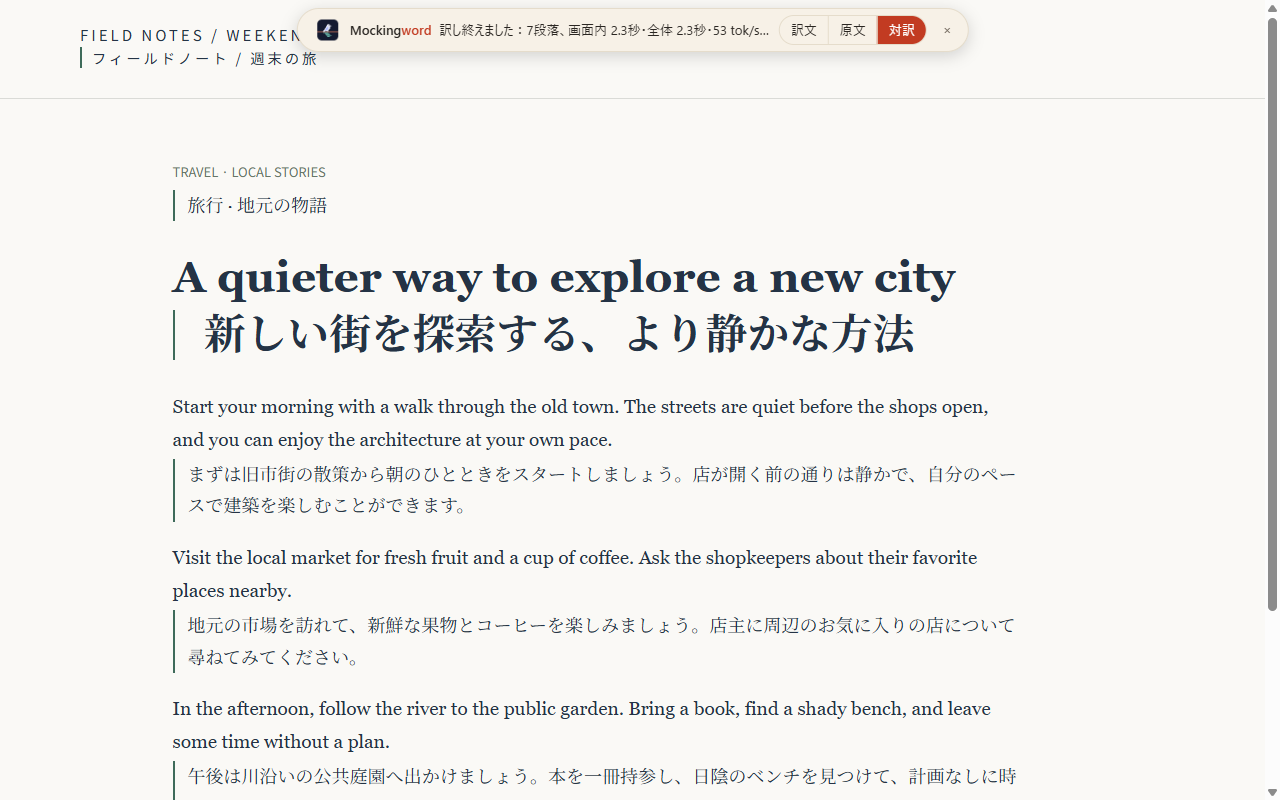 Mockingword 訳し終えました：7段落、画面内 2.3秒・全体 2.3秒・53 tok/s... 訳文 原文 対訳 ×
FIELD NOTES / WEEKEN
フィールドノート / 週末の旅
TRAVEL · LOCAL STORIES
旅行 · 地元の物語
A quieter way to explore a new city
新しい街を探索する、より静かな方法
Start your morning with a walk through the old town. The streets are quiet before the shops open,
and you can enjoy the architecture at your own pace.
まずは旧市街の散策から朝のひとときをスタートしましょう。店が開く前の通りは静かで、自分のペー
スで建築を楽しむことができます。
Visit the local market for fresh fruit and a cup of coffee. Ask the shopkeepers about their favorite
places nearby.
地元の市場を訪れて、新鮮な果物とコーヒーを楽しみましょう。店主に周辺のお気に入りの店について
尋ねてみてください。
In the afternoon, follow the river to the public garden. Bring a book, find a shady bench, and leave
some time without a plan.
午後は川沿いの公共庭園へ出かけましょう。本を一冊持参し、日陰のベンチを見つけて、計画なしに時